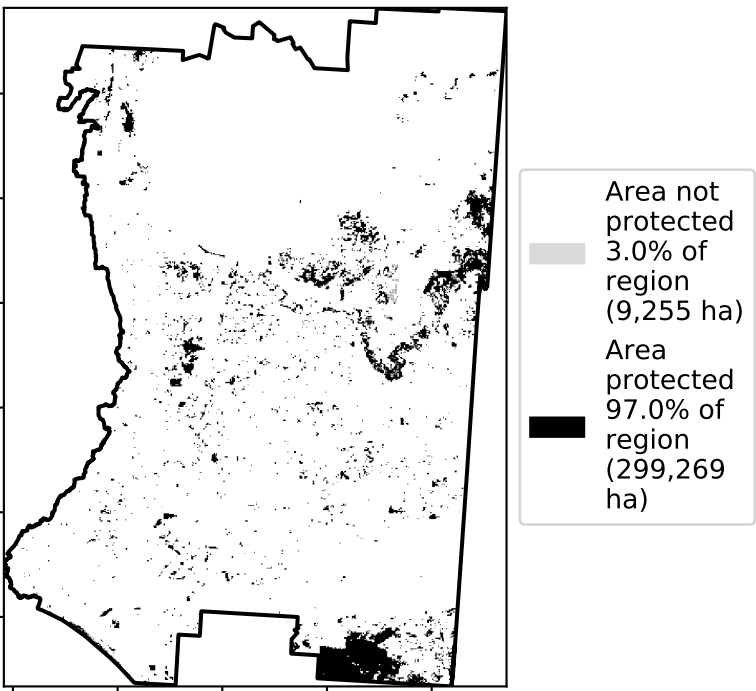 Area not
protected
3.0% of
region
(9,255 ha)
Area
protected
97.0% of
region
(299,269
ha)